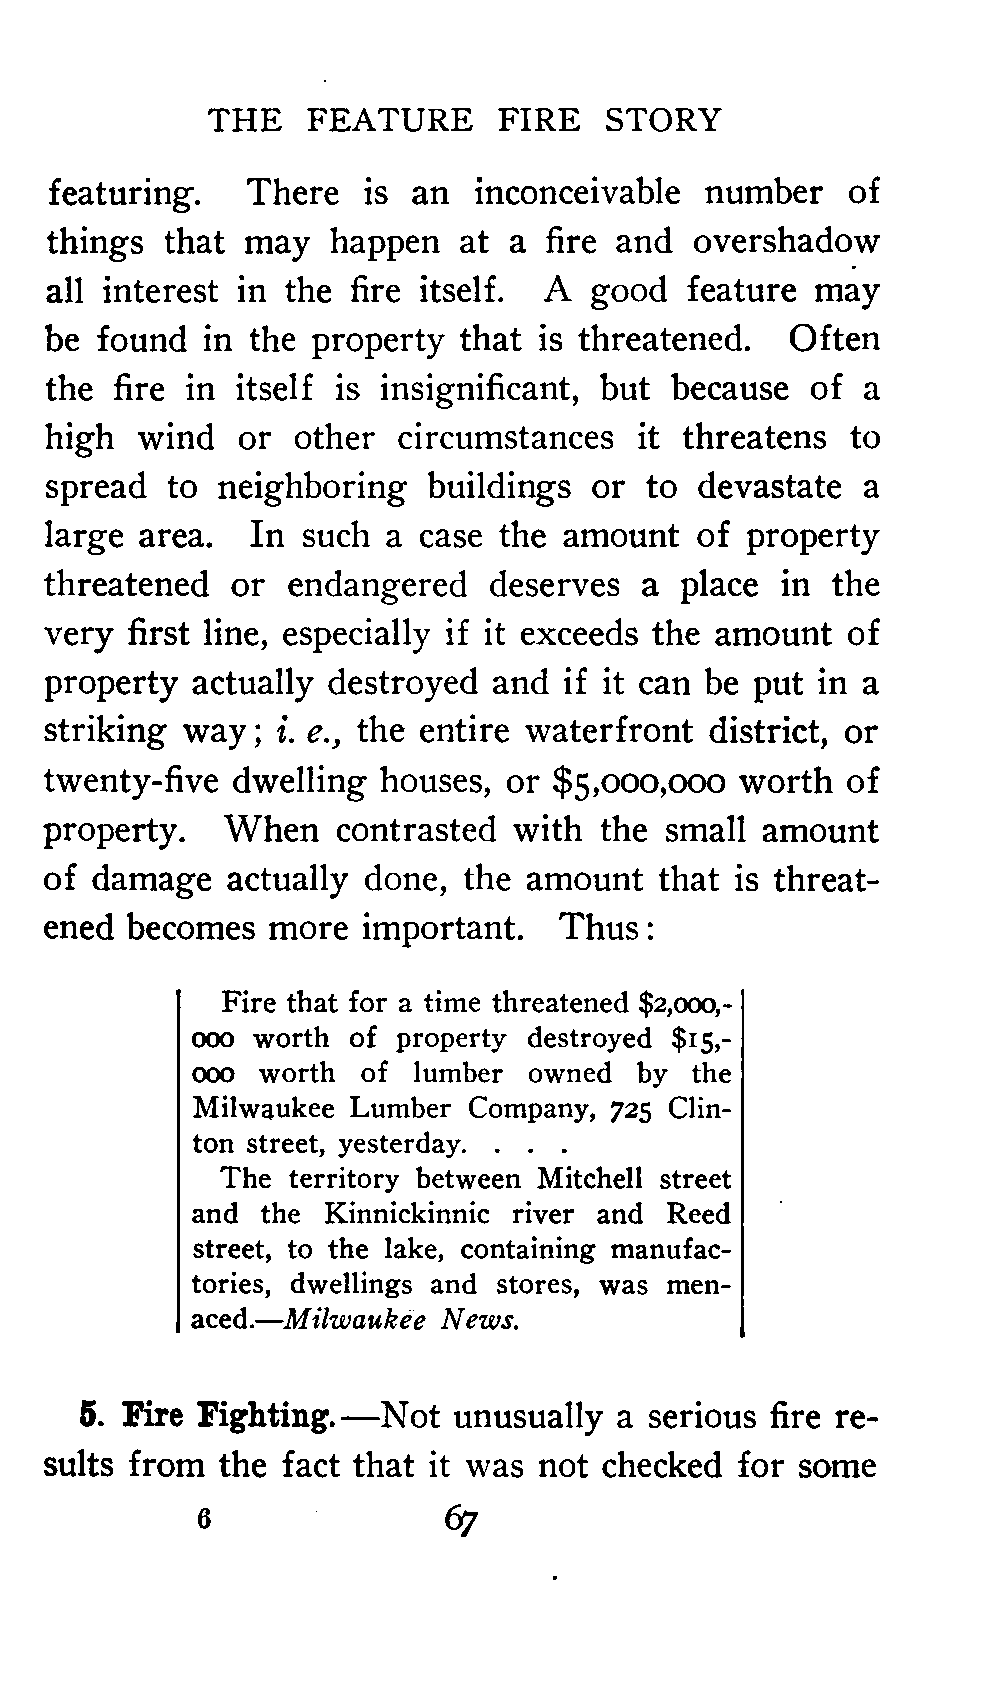 THE FEATURE FIRE STORY
featuring. There is an inconceivable number of
things that may happen at a fire and overshadow
all interest in the fire itself. A good feature may
be found in the property that is threatened. Often
the fire in itself is insignificant, but because of a
high wind or other circumstances it threatens to
spread to neighboring buildings or to devastate a
large area. In such a case the amount of property
threatened or endangered deserves a place in the
very first line, especially if it exceeds the amount of
property actually destroyed and if it can be put in a
striking way; i. e., the entire waterfront district, or
twenty-five dwelling houses, or $5,000,000 worth of
property. When contrasted with the small amount
of damage actually done, the amount that is threat-
ened becomes more important. Thus:
Fire that for a time threatened $2,000,-
000 worth of property destroyed $15,-
000 worth of lumber owned by the
Milwaukee Lumber Company, 725 Clin-
ton street, yesterday. . . .
The territory between Mitchell street
and the Kinnickinnic river and Reed
street, to the lake, containing manufac-
tories, dwellings and stores, was men-
aced.—Milwaukee News.
5. Fire Fighting.—Not unusually a serious fire re-
sults from the fact that it was not checked for some
6 67